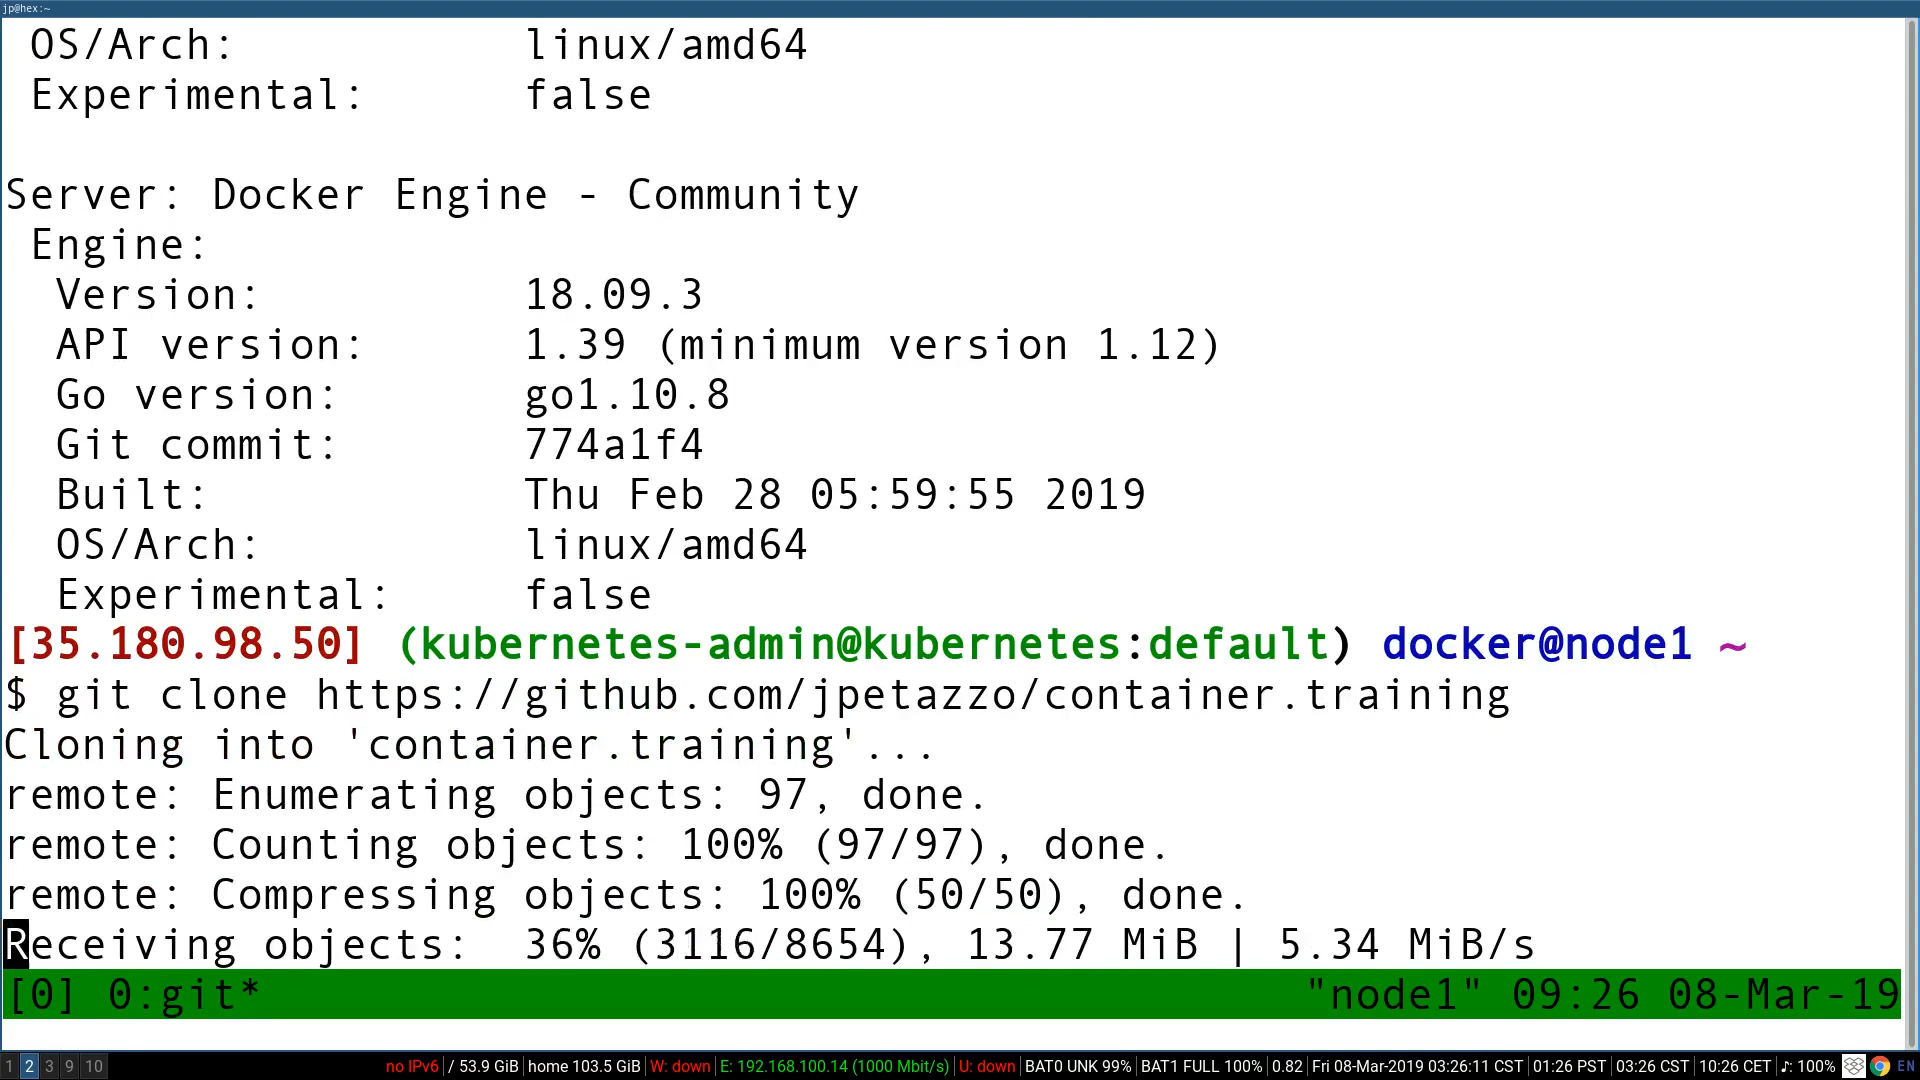 jp@hex:~
OS/Arch: linux/amd64
Experimental: false
Server: Docker Engine - Community
Engine:
Version: 18.09.3
API version: 1.39 (minimum version 1.12)
Go version: go1.10.8
Git commit: 774a1f4
Built: Thu Feb 28 05:59:55 2019
OS/Arch: linux/amd64
Experimental: false
[35.180.98.50] (kubernetes-admin@kubernetes:default) docker@node1 ~
$ git clone https://github.com/jpetazzo/container.training
Cloning into 'container.training'...
remote: Enumerating objects: 97, done.
remote: Counting objects: 100% (97/97), done.
remote: Compressing objects: 100% (50/50), done.
Receiving objects: 36% (3116/8654), 13.77 MiB | 5.34 MiB/s
[0] 0:git* "node1" 09:26 08-Mar-19
1 2 3 9 10 no IPv6 | / 53.9 GiB | home 103.5 GiB | W: down | E: 192.168.100.14 (1000 Mbit/s) | U: down | BAT0 UNK 99% | BAT1 FULL 100% | 0.82 | Fri 08-Mar-2019 03:26:11 CST | 01:26 PST | 03:26 CST | 10:26 CET | ♪: 100% EN